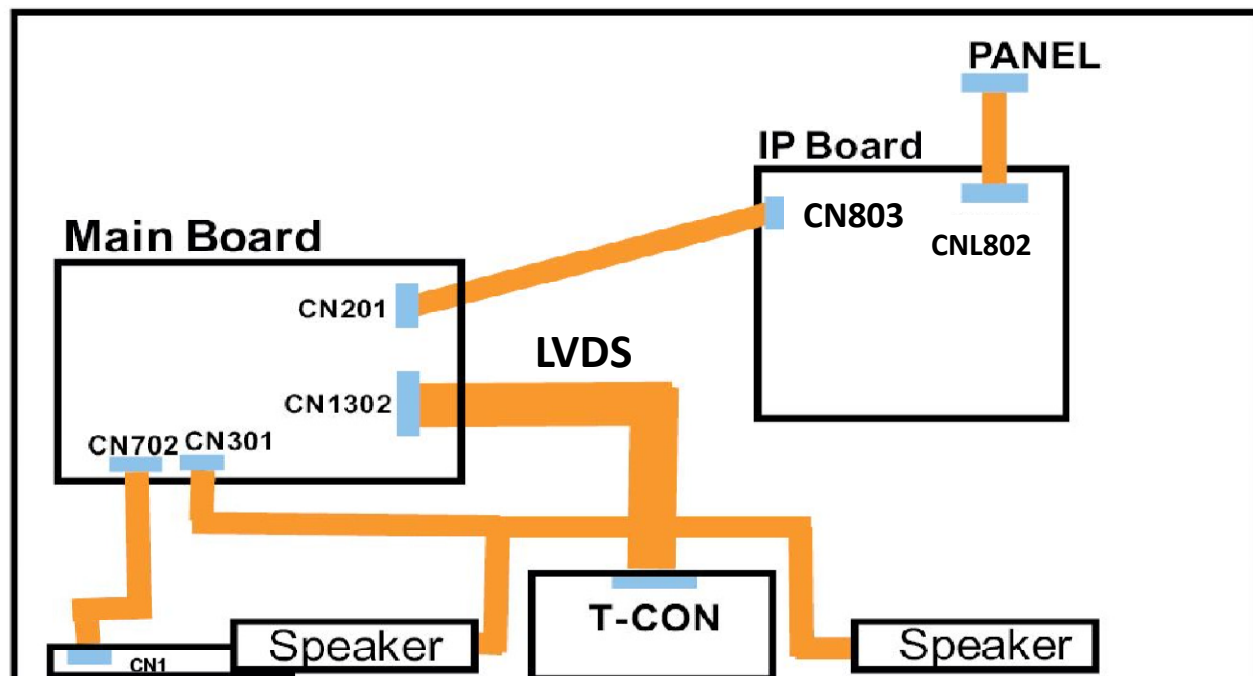 PANEL
IP Board
CN803
CNL802
Main Board
CN201
LVDS
CN1302
CN702 CN301
T-CON
Speaker
Speaker
CN1